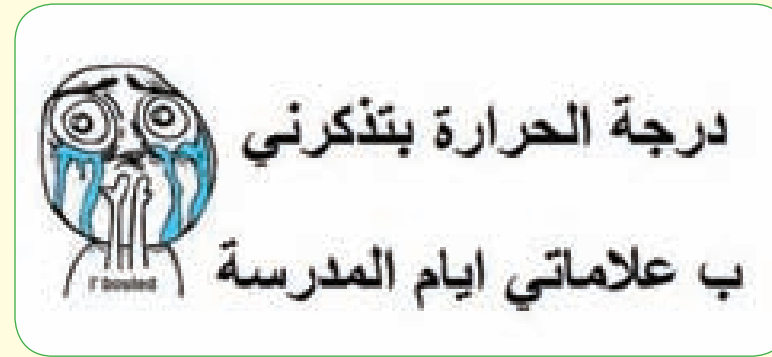 درجة الحرارة بتذكرني
ب علاماتي ايام المدرسة